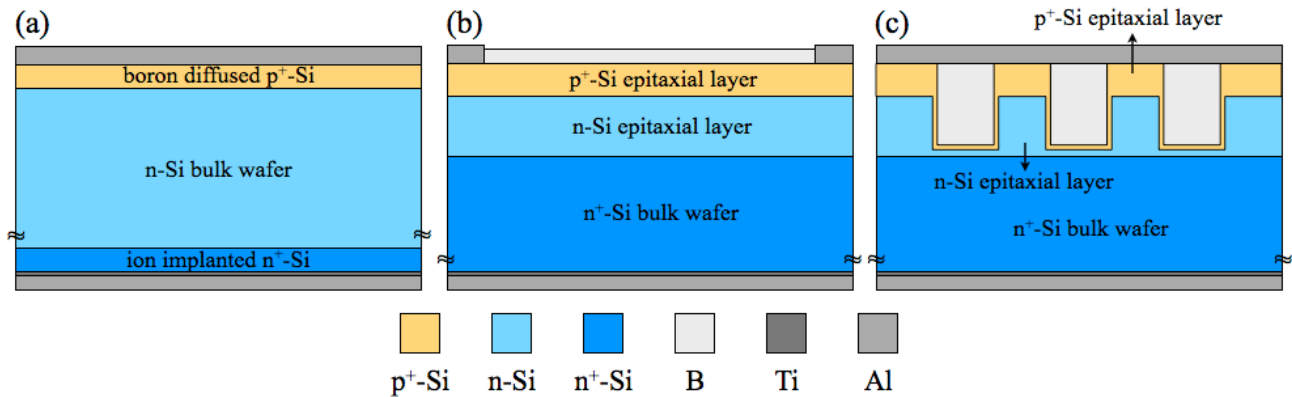 (a)
boron diffused p⁺-Si
n-Si bulk wafer
ion implanted n⁺-Si
(b)
p⁺-Si epitaxial layer
n-Si epitaxial layer
n⁺-Si bulk wafer
(c)
p⁺-Si epitaxial layer
n-Si epitaxial layer
n⁺-Si bulk wafer
p⁺-Si
n-Si
n⁺-Si
B
Ti
Al